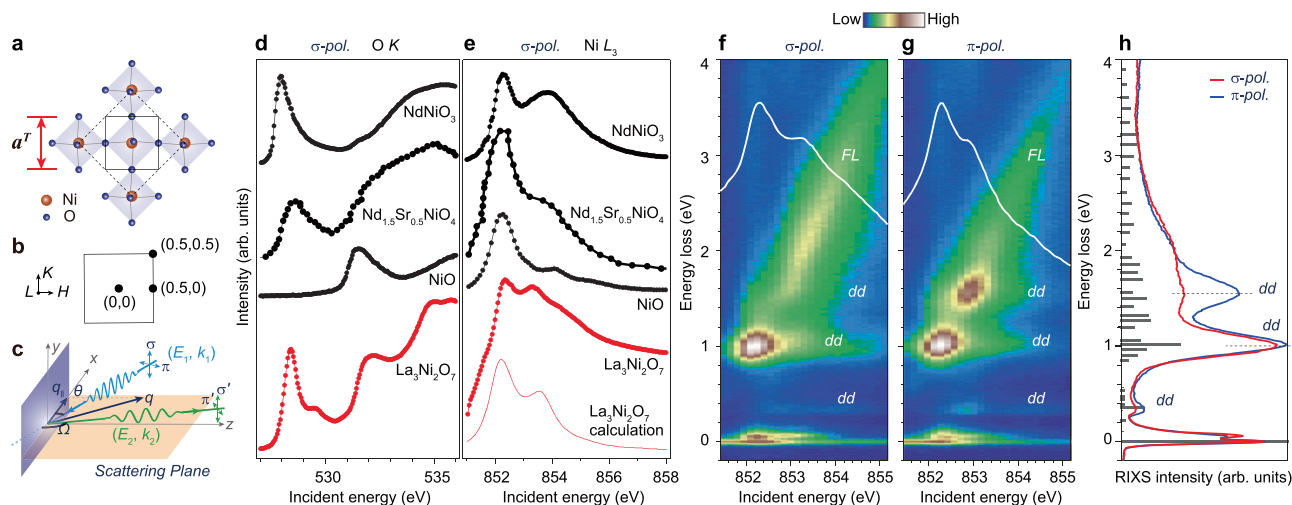 Low High
a
a^T
Ni
O
b
K
L H
(0,0)
(0.5,0.5)
(0.5,0)
c
y
x
σ
π
(E₁, k₁)
q∥
θ
q
σ'
π'
z
Ω
(E₂, k₂)
Scattering Plane
d σ-pol. O K
Intensity (arb. units)
NdNiO₃
Nd₁.₅Sr₀.₅NiO₄
NiO
La₃Ni₂O₇
530 535
Incident energy (eV)
e σ-pol. Ni L₃
NdNiO₃
Nd₁.₅Sr₀.₅NiO₄
NiO
La₃Ni₂O₇
La₃Ni₂O₇
calculation
852 854 856 858
Incident energy (eV)
f σ-pol.
Energy loss (eV)
4
3
2
1
0
FL
dd
dd
dd
852 853 854 855
Incident energy (eV)
g π-pol.
FL
dd
dd
dd
852 853 854 855
Incident energy (eV)
h
Energy loss (eV)
4
3
2
1
0
σ-pol.
π-pol.
dd
dd
dd
RIXS intensity (arb. units)